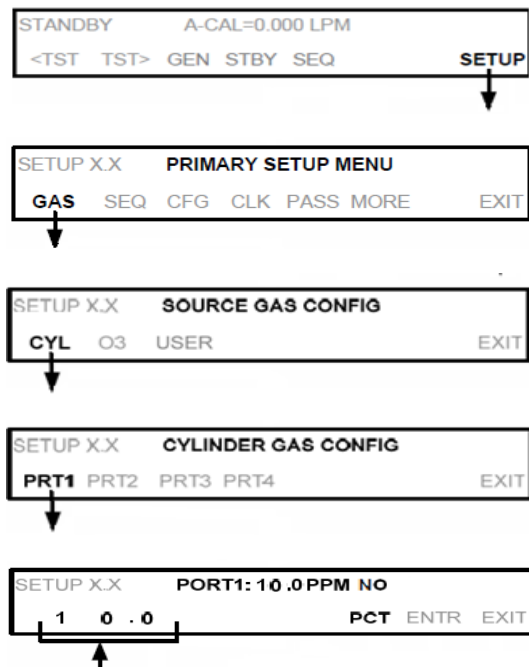 STANDBY A-CAL=0.000 LPM
<TST TST> GEN STBY SEQ SETUP
SETUP X.X PRIMARY SETUP MENU
GAS SEQ CFG CLK PASS MORE EXIT
SETUP X.X SOURCE GAS CONFIG
CYL O3 USER EXIT
SETUP X.X CYLINDER GAS CONFIG
PRT1 PRT2 PRT3 PRT4 EXIT
SETUP X.X PORT1: 10.0 PPM NO
1 0 .0 PCT ENTR EXIT